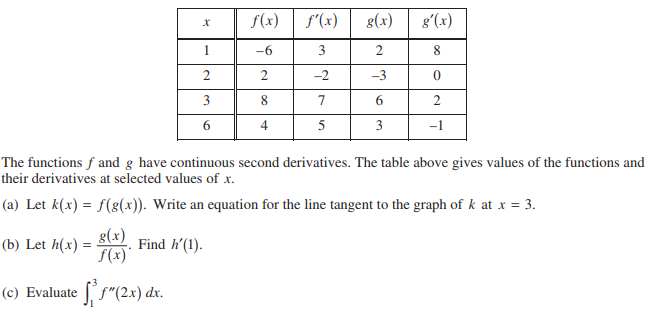 x f(x) f′(x) g(x) g′(x)
1 −6 3 2 8
2 2 −2 −3 0
3 8 7 6 2
6 4 5 3 −1
The functions f and g have continuous second derivatives. The table above gives values of the functions and
their derivatives at selected values of x.
(a) Let k(x) = f(g(x)). Write an equation for the line tangent to the graph of k at x = 3.
(b) Let h(x) = g(x)/f(x). Find h′(1).
(c) Evaluate ∫₁³ f″(2x) dx.